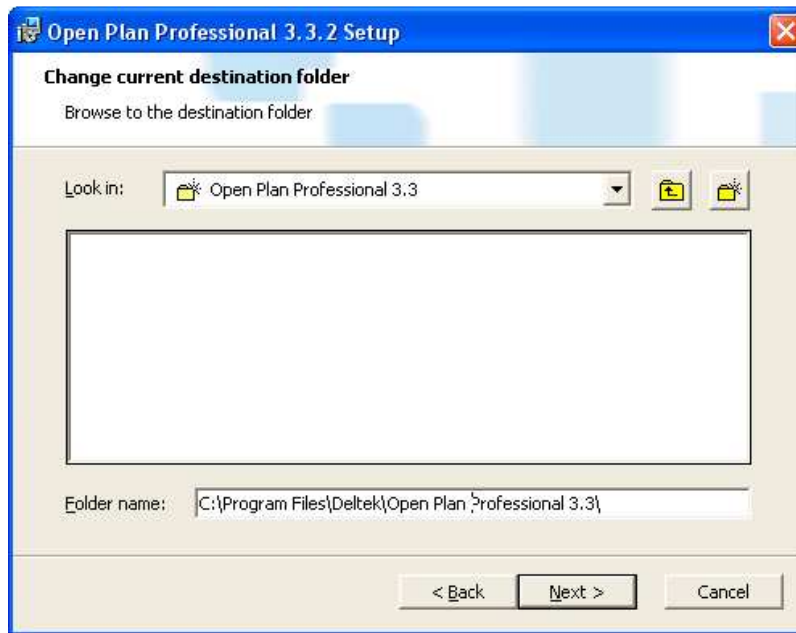 Open Plan Professional 3.3.2 Setup
Change current destination folder
Browse to the destination folder
Look in: Open Plan Professional 3.3
Folder name: C:\Program Files\Deltek\Open Plan Professional 3.3\
< Back Next > Cancel